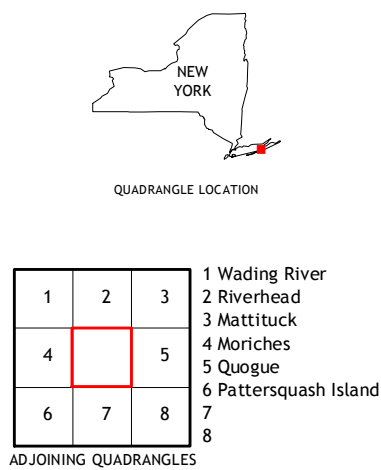 NEW
YORK
QUADRANGLE LOCATION
1 2 3
4 5
6 7 8
1 Wading River
2 Riverhead
3 Mattituck
4 Moriches
5 Quogue
6 Pattersquash Island
7
8
ADJOINING QUADRANGLES